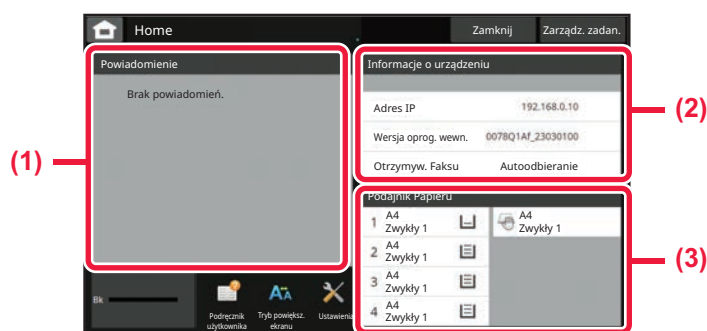 Home
Zamknij
Zarządz. zadan.
Powiadomienie
Brak powiadomień.
(1)
Informacje o urządzeniu
Adres IP 192.168.0.10
Wersja oprog. wewn. 0078Q1Af_23030100
Otrzymyw. Faksu Autoodbieranie
(2)
Podajnik Papieru
1 A4
Zwykły 1
2 A4
Zwykły 1
3 A4
Zwykły 1
4 A4
Zwykły 1
A4
Zwykły 1
(3)
Bk
Podręcznik
użytkownika
AA
Tryb powiększ.
ekranu
Ustawienia